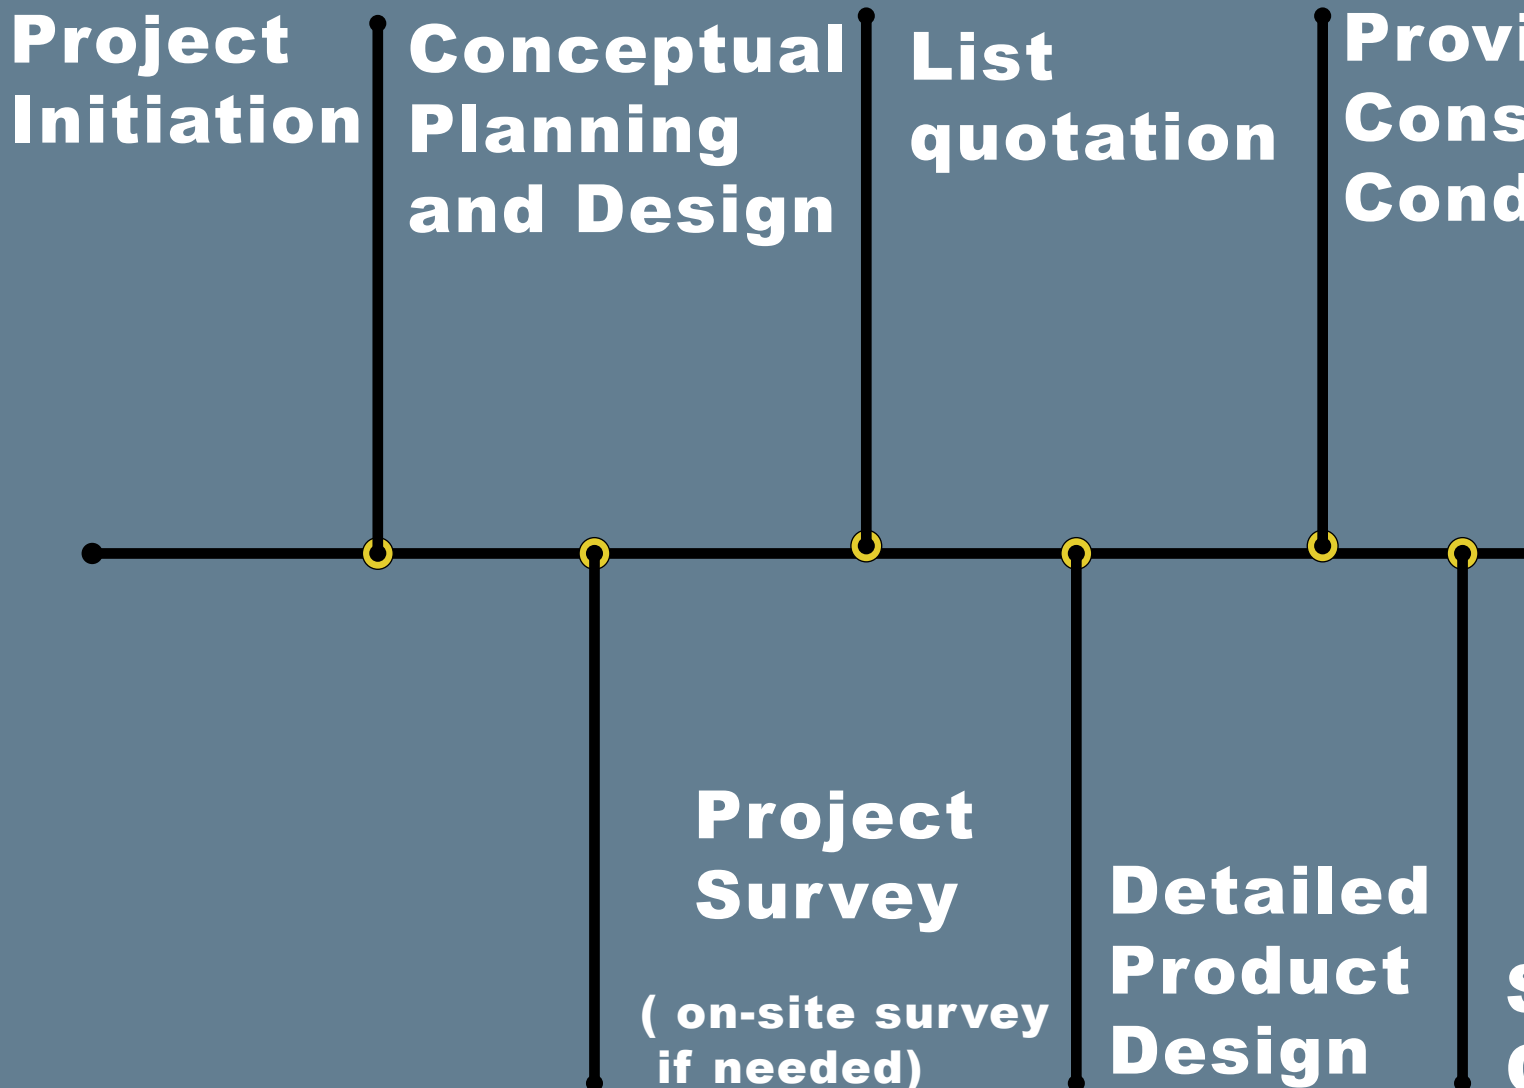 Project
Initiation
Conceptual
Planning
and Design
List
quotation
Project
Survey
( on-site survey
if needed)
Detailed
Product
Design